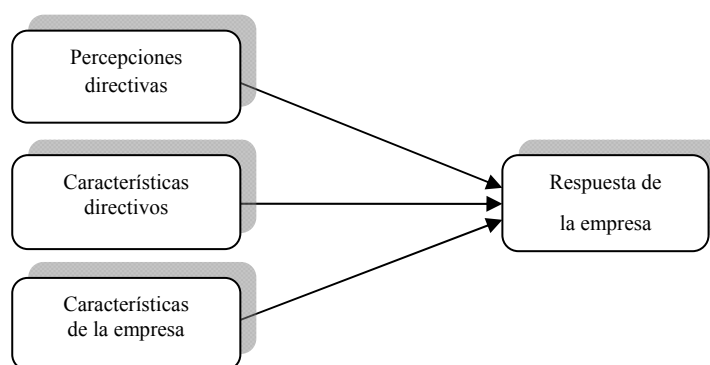 Percepciones
directivas
Características
directivos
Características
de la empresa
Respuesta de
la empresa